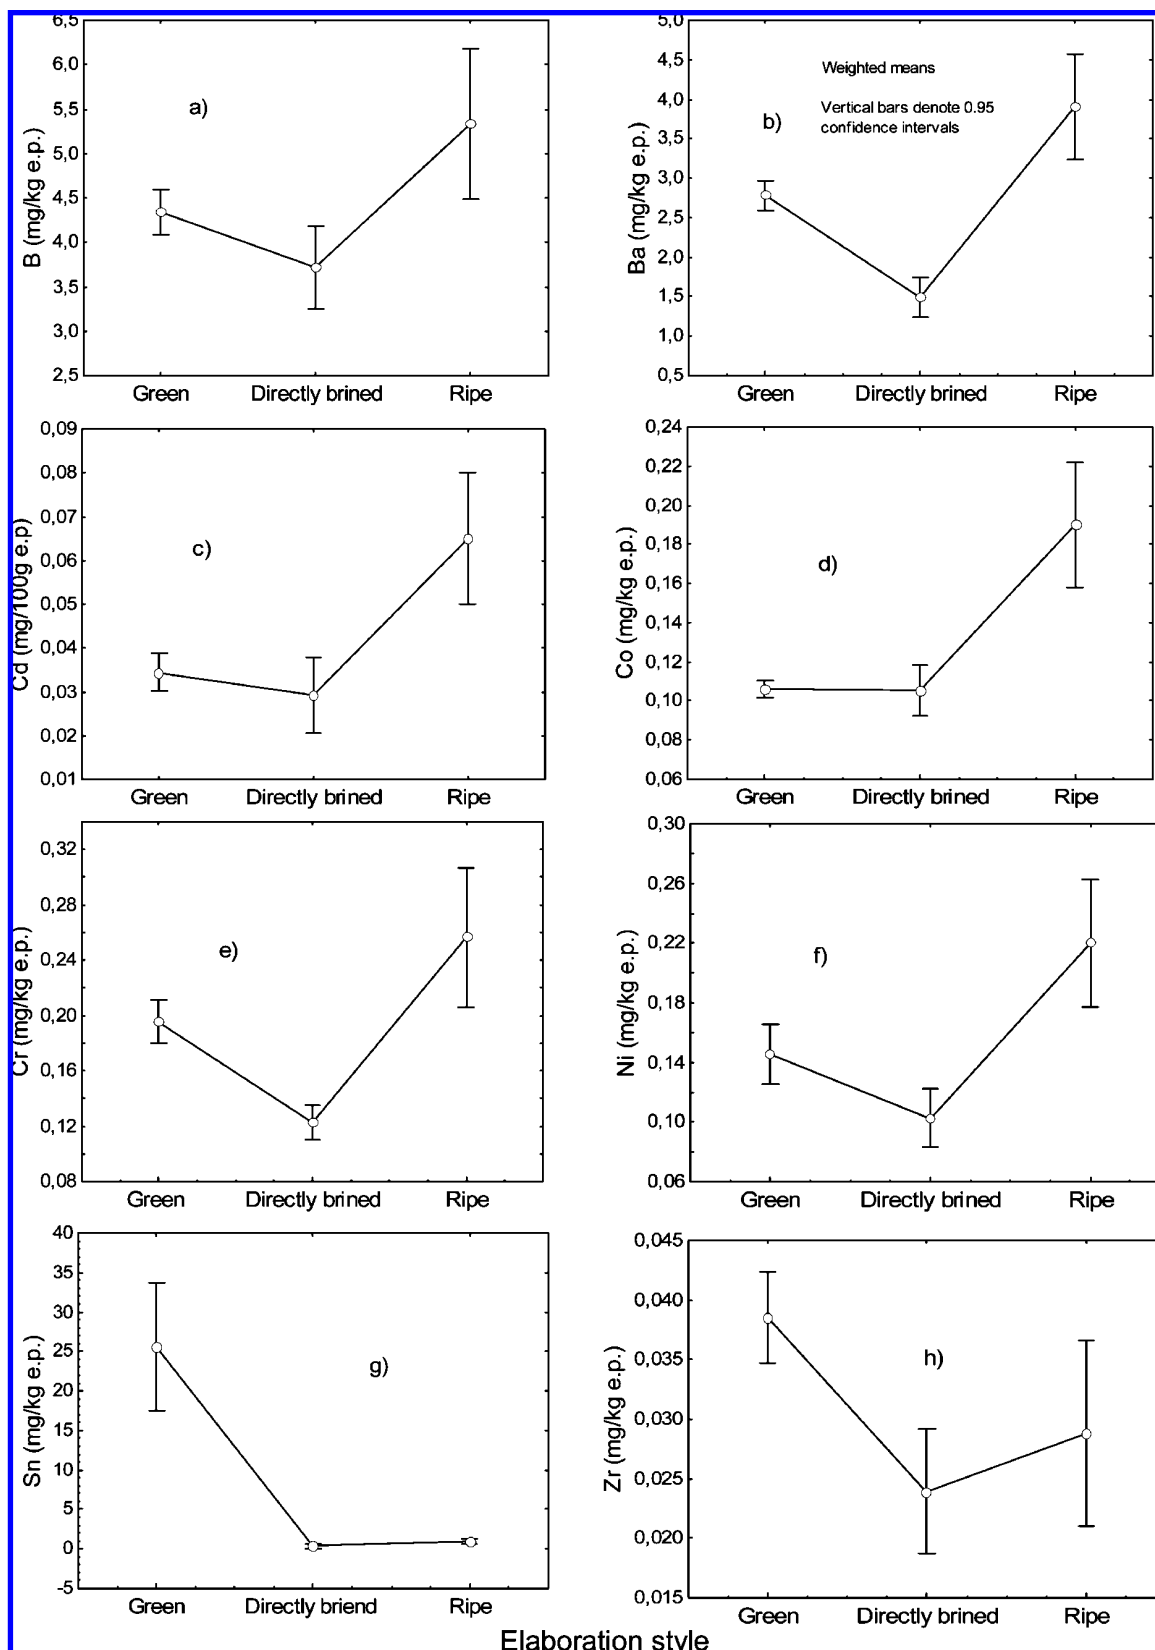 6,5
6,0
5,5
5,0
4,5
4,0
3,5
3,0
2,5
B (mg/kg e.p.)
a)
Green Directly brined Ripe
5,0
4,5
4,0
3,5
3,0
2,5
2,0
1,5
1,0
0,5
Ba (mg/kg e.p.)
b)
Weighted means
Vertical bars denote 0.95
confidence intervals
Green Directly brined Ripe
0,09
0,08
0,07
0,06
0,05
0,04
0,03
0,02
0,01
Cd (mg/100g e.p)
c)
Green Directly brined Ripe
0,24
0,22
0,20
0,18
0,16
0,14
0,12
0,10
0,08
0,06
Co (mg/kg e.p.)
d)
Green Directly brined Ripe
0,32
0,28
0,24
0,20
0,16
0,12
0,08
Cr (mg/kg e.p.)
e)
Green Directly brined Ripe
0,30
0,26
0,22
0,18
0,14
0,10
0,06
Ni (mg/kg e.p.)
f)
Green Directly brined Ripe
40
35
30
25
20
15
10
5
0
-5
Sn (mg/kg e.p.)
g)
Green Directly briend Ripe
0,045
0,040
0,035
0,030
0,025
0,020
0,015
Zr (mg/kg e.p.)
h)
Green Directly brined Ripe
Elaboration style